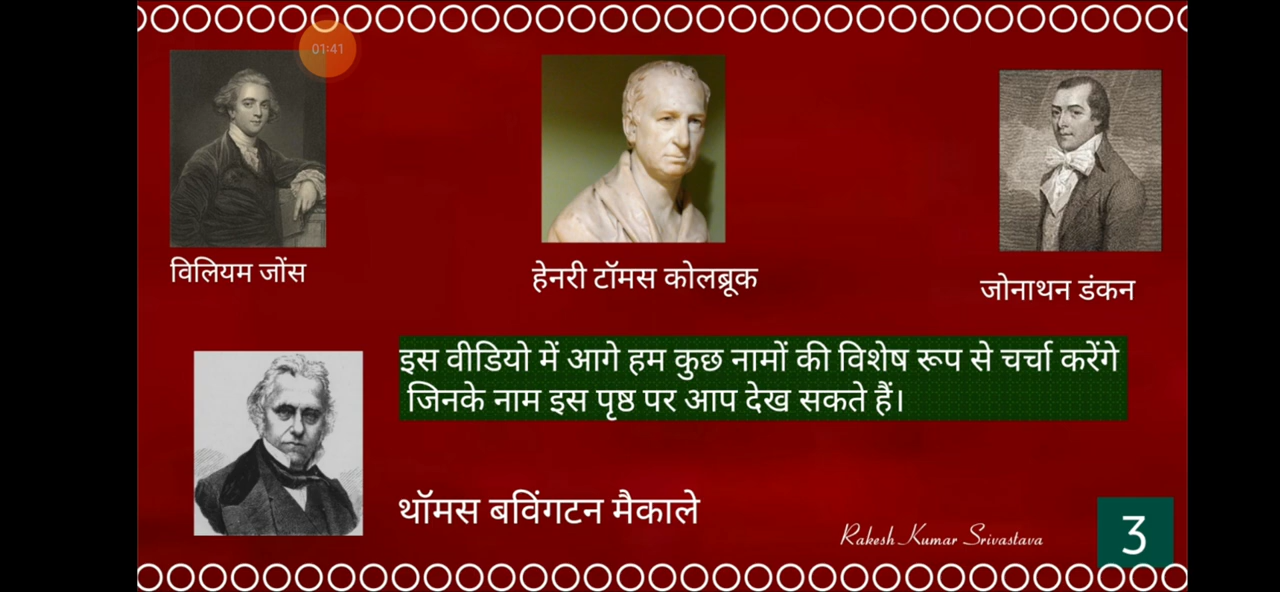 01:41
विलियम जोंस
हेनरी टॉमस कोलब्रूक
जोनाथन डंकन
इस वीडियो में आगे हम कुछ नामों की विशेष रूप से चर्चा करेंगे
जिनके नाम इस पृष्ठ पर आप देख सकते हैं।
थॉमस बविंगटन मैकाले
Rakesh Kumar Srivastava
3